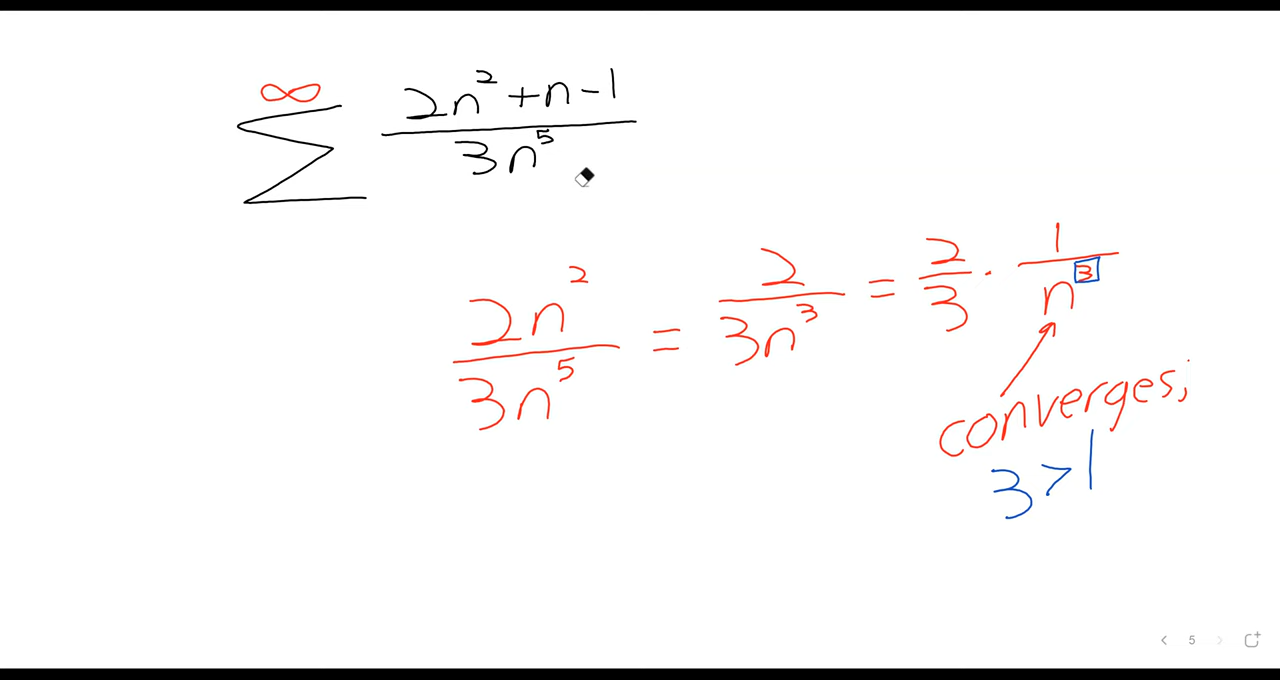 ∞
∑ (2n² + n - 1)/(3n⁵)
2n²/3n⁵ = 2/3n³ = 2/3 · 1/n³
converges;
3 > 1
5